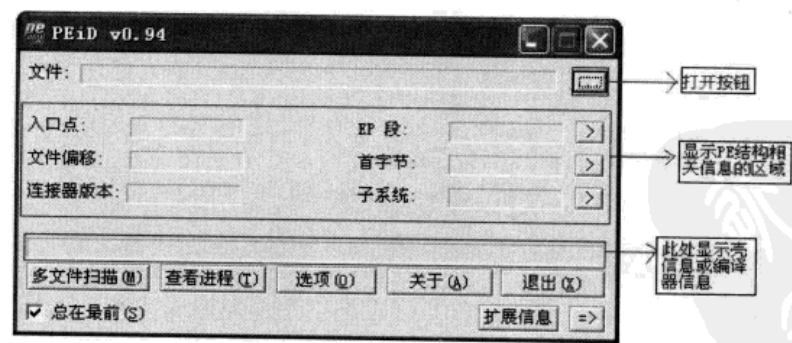 PEiD v0.94
文件:
打开按钮
入口点:
EP 段:
>
文件偏移:
首字节:
>
显示PE结构相
关信息的区域
连接器版本:
子系统:
>
此处显示壳
信息或编译
器信息
多文件扫描(M)
查看进程(T)
选项(O)
关于(A)
退出(X)
总在最前(S)
扩展信息
=>